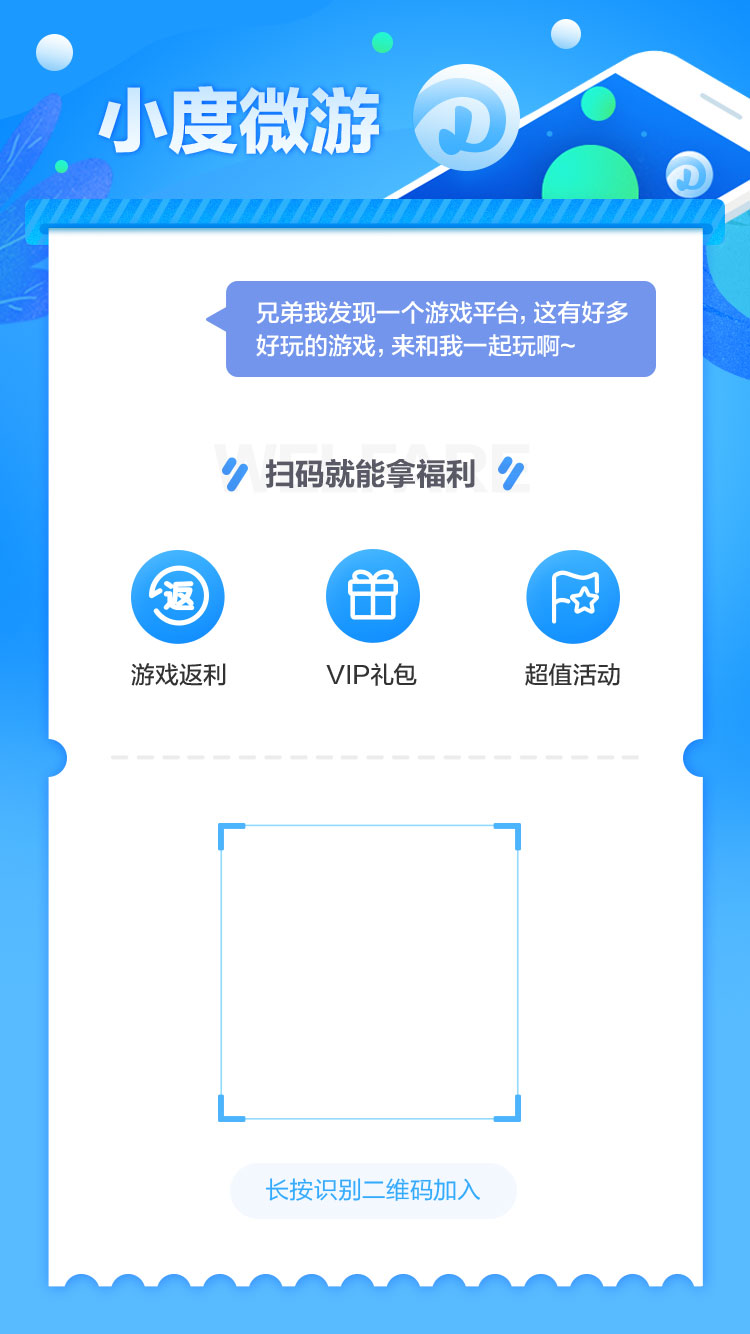 小度微游
兄弟我发现一个游戏平台, 这有好多
好玩的游戏, 来和我一起玩啊~
WELFARE
扫码就能拿福利
返
游戏返利
VIP礼包
超值活动
长按识别二维码加入